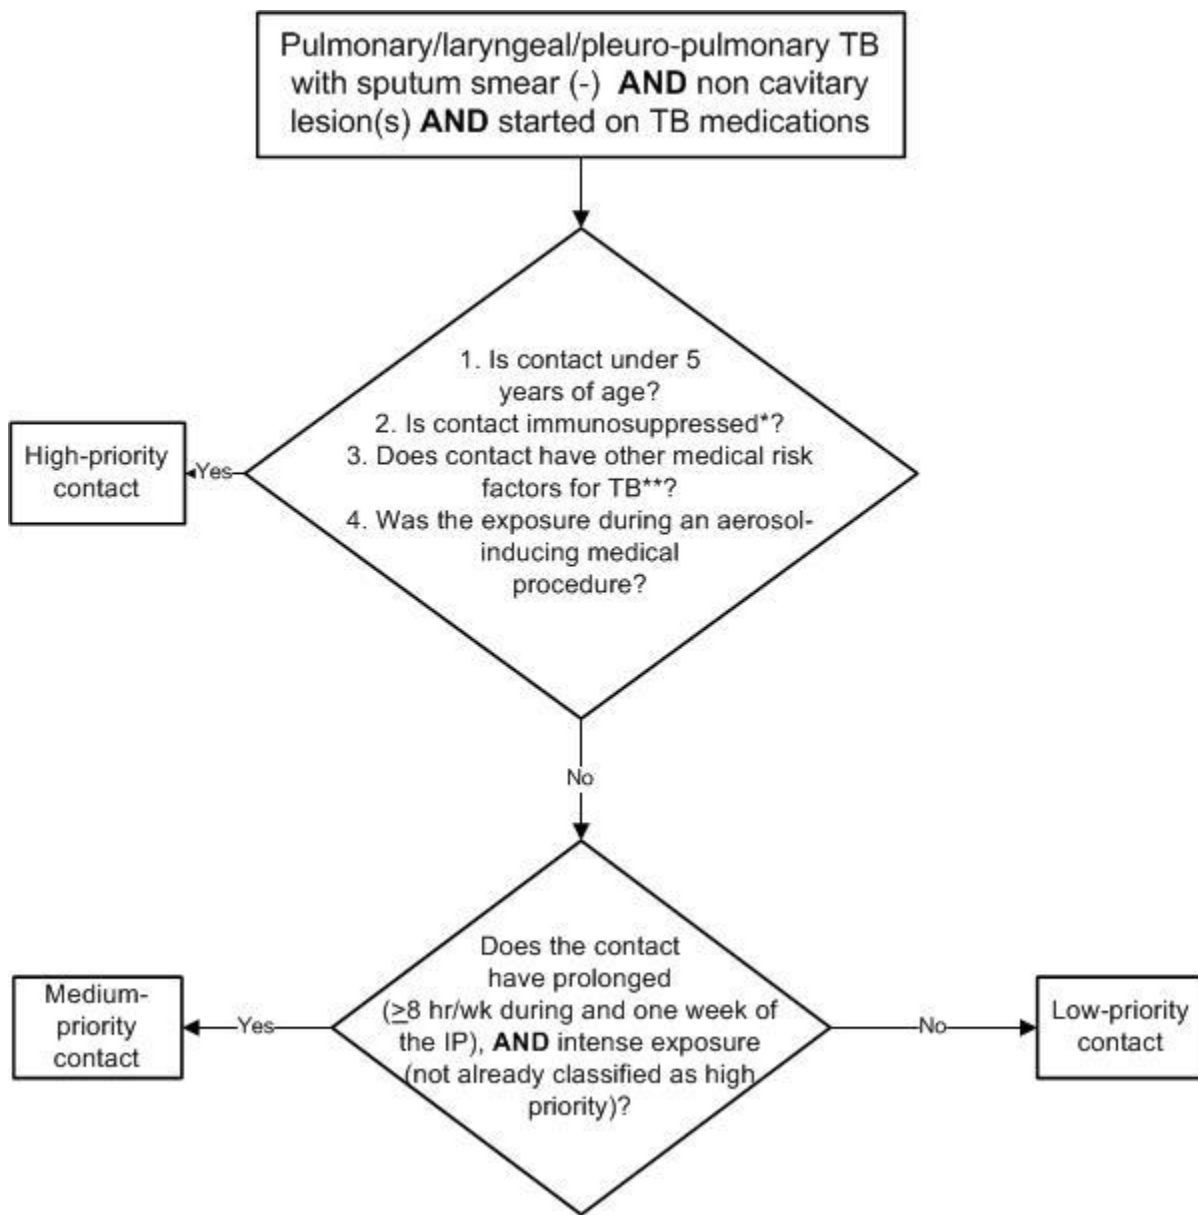 Pulmonary/laryngeal/pleuro-pulmonary TB
with sputum smear (-) AND non cavitary
lesion(s) AND started on TB medications
1. Is contact under 5
years of age?
2. Is contact immunosuppressed*?
3. Does contact have other medical risk
factors for TB**?
4. Was the exposure during an aerosol-
inducing medical
procedure?
High-priority
contact
Yes
No
Does the contact
have prolonged
(≥8 hr/wk during and one week of
the IP), AND intense exposure
(not already classified as high
priority)?
Medium-
priority
contact
Yes
No
Low-priority
contact